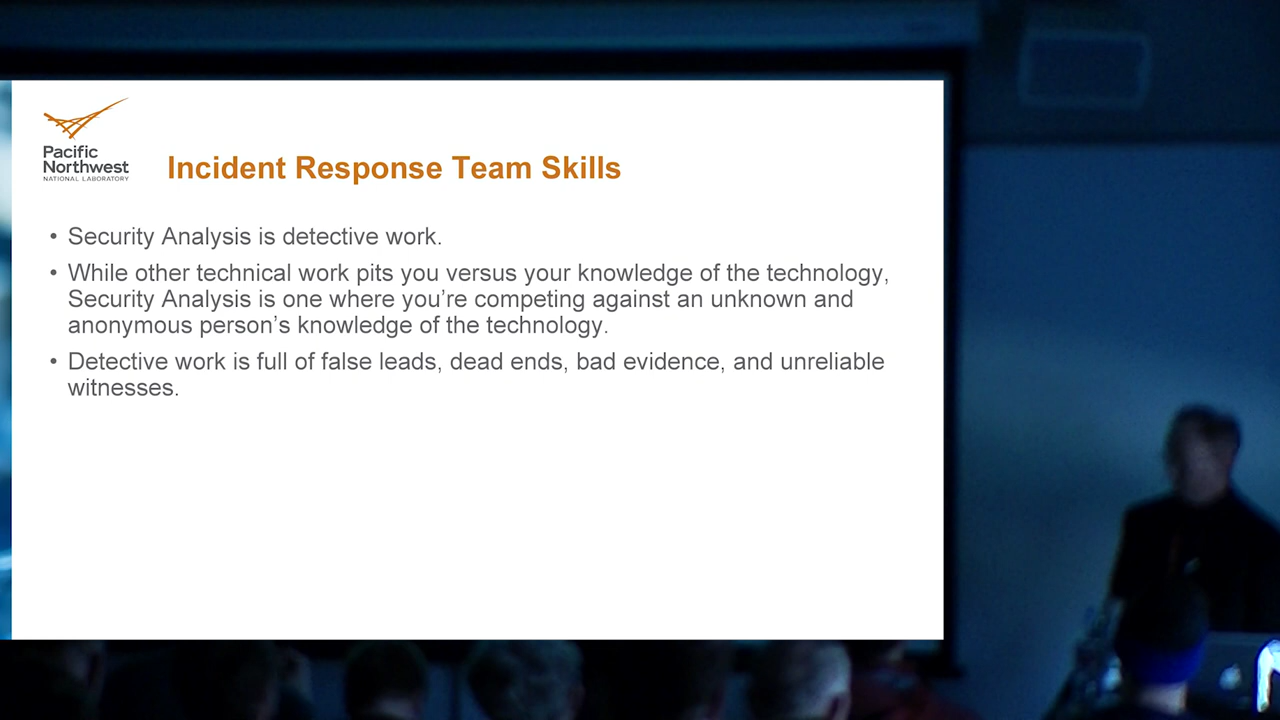 Pacific
Northwest
NATIONAL LABORATORY
Incident Response Team Skills
• Security Analysis is detective work.
• While other technical work pits you versus your knowledge of the technology,
Security Analysis is one where you’re competing against an unknown and
anonymous person’s knowledge of the technology.
• Detective work is full of false leads, dead ends, bad evidence, and unreliable
witnesses.